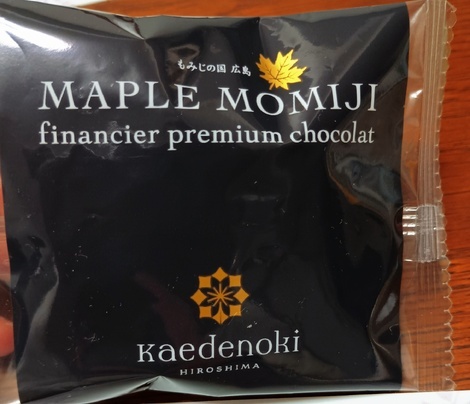 もみじの国 広島
MAPLE MOMIJI
financier premium chocolat
Kaedenoki
HIROSHIMA